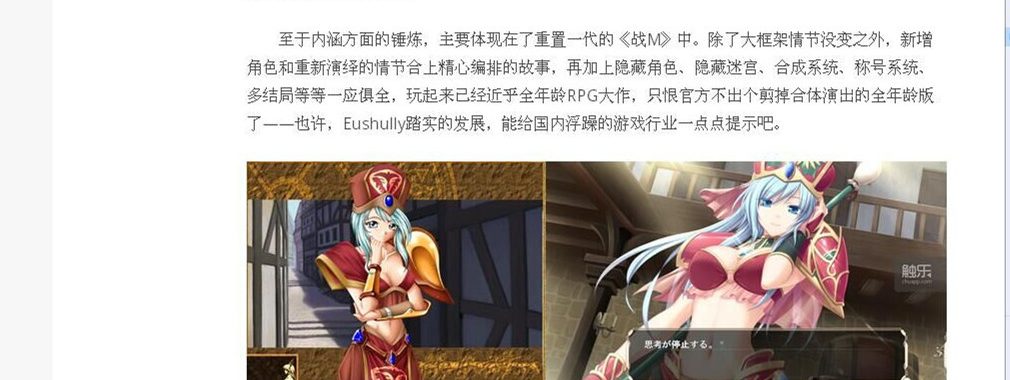 至于内涵方面的锤炼，主要体现在了重置一代的《战M》中。除了大框架情节没变之外，新增
角色和重新演绎的情节合上精心编排的故事，再加上隐藏角色、隐藏迷宫、合成系统、称号系统、
多结局等等一应俱全，玩起来已经近乎全年龄RPG大作，只恨官方不出个剪掉合体演出的全年龄版
了——也许，Eushully踏实的发展，能给国内浮躁的游戏行业一点点提示吧。
触乐
chuapp.com
思考が停止する。